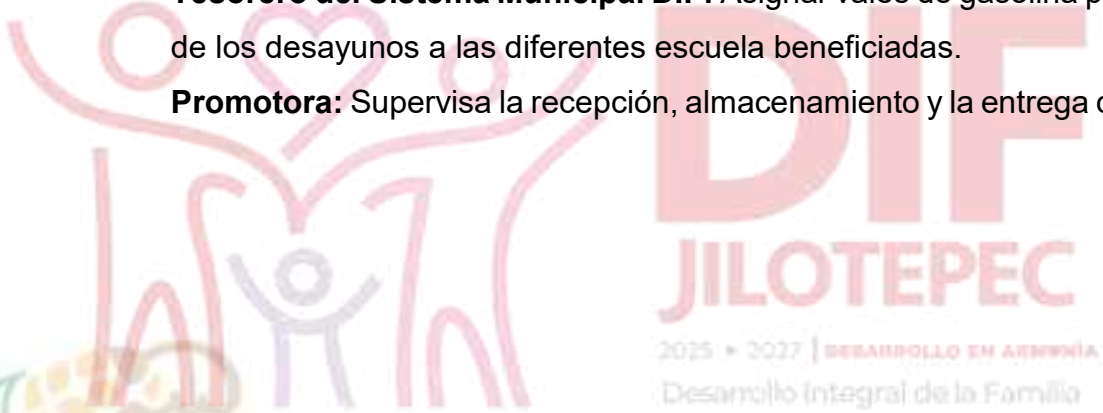 Tesorero del Sistema Municipal DIF: Asignar vales de gasolina p
de los desayunos a las diferentes escuela beneficiadas.
Promotora: Supervisa la recepción, almacenamiento y la entrega
DIF
JILOTEPEC
2025 • 2027 | DESARROLLO EN ARMONÍA
Desarrollo Integral de la Familia